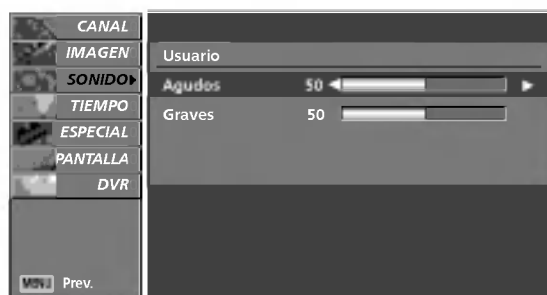 CANAL
IMAGEN
SONIDO
TIEMPO
ESPECIAL
PANTALLA
DVR
MENU Prev.
Usuario
Agudos 50
Graves 50